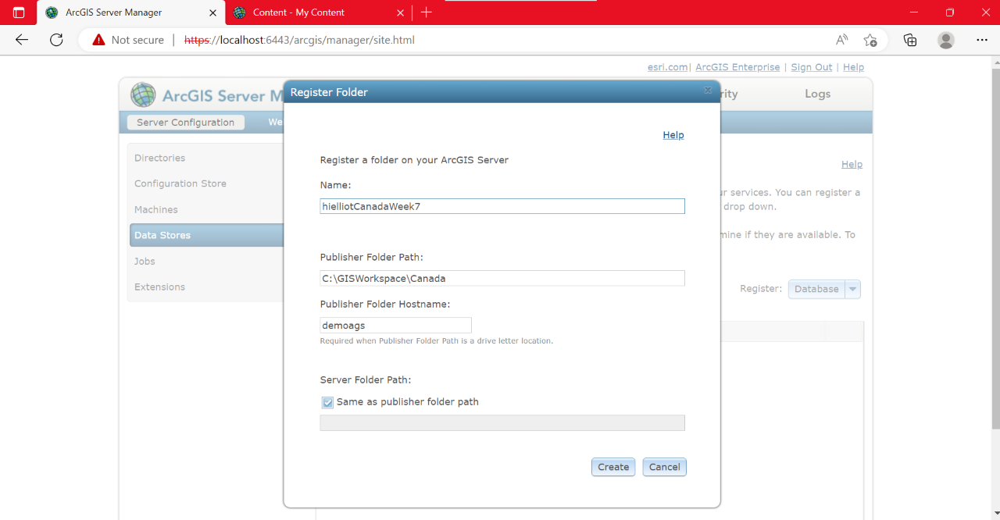 ArcGIS Server Manager
Content - My Content
Not secure | https://localhost:6443/arcgis/manager/site.html
esri.com | ArcGIS Enterprise | Sign Out | Help
ArcGIS Server M
rity
Logs
Server Configuration
We
Register Folder
Directories
Configuration Store
Machines
Data Stores
Jobs
Extensions
Help
ur services. You can register a
drop down.
mine if they are available. To
Register: Database
Help
Register a folder on your ArcGIS Server
Name:
hielliotCanadaWeek7
Publisher Folder Path:
C:\GISWorkspace\Canada
Publisher Folder Hostname:
demoags
Required when Publisher Folder Path is a drive letter location.
Server Folder Path:
Same as publisher folder path
Create
Cancel